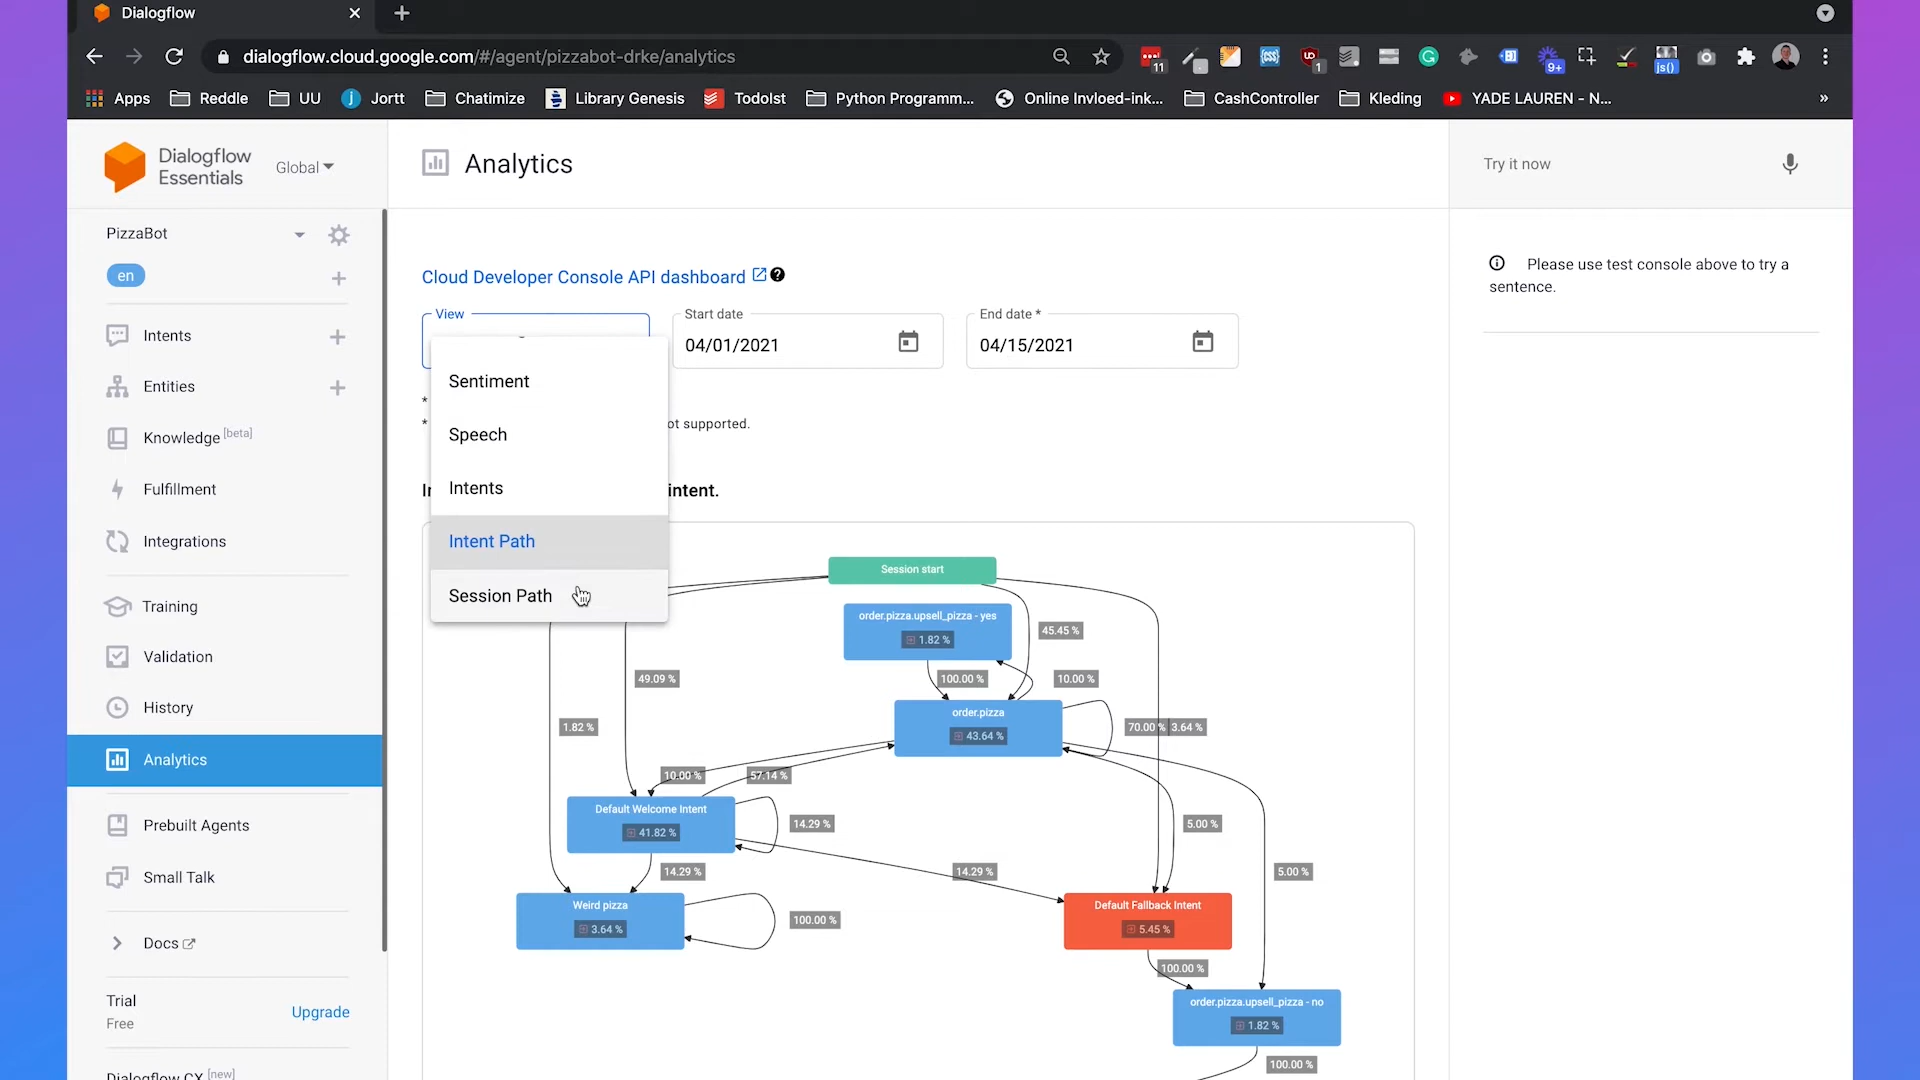 Dialogflow
dialogflow.cloud.google.com/#/agent/pizzabot-drke/analytics
11
1
9+
js()
{css}
Apps
Reddle
UU
Jortt
Chatimize
Library Genesis
TodoIst
Python Programm...
Online Invloed-ink...
CashController
Kleding
YADE LAUREN - N...
»
Dialogflow
Essentials
Global
Analytics
Try it now
PizzaBot
en
Intents
Entities
Knowledge [beta]
Fulfillment
Integrations
Training
Validation
History
Analytics
Prebuilt Agents
Small Talk
Docs
Trial
Free
Upgrade
Dialogflow CX [new]
Cloud Developer Console API dashboard
View
Start date
04/01/2021
End date *
04/15/2021
*
* ot supported.
intent.
Sentiment
Speech
Intents
Intent Path
Session Path
Session start
order.pizza.upsell_pizza - yes
1.82 %
45.45 %
49.09 %
100.00 %
10.00 %
order.pizza
43.64 %
1.82 %
70.00 %
3.64 %
10.00 %
57.14 %
Default Welcome Intent
41.82 %
14.29 %
5.00 %
14.29 %
14.29 %
5.00 %
Weird pizza
3.64 %
100.00 %
Default Fallback Intent
5.45 %
100.00 %
order.pizza.upsell_pizza - no
1.82 %
100.00 %
Please use test console above to try a
sentence.